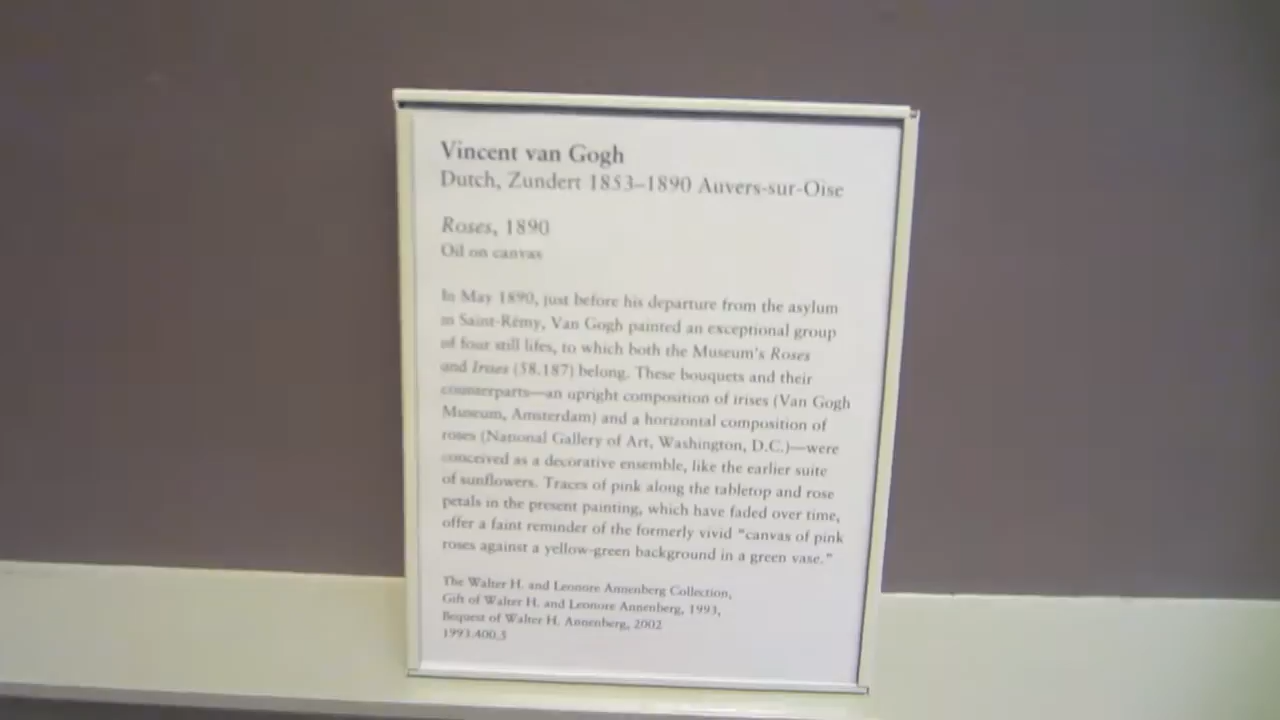 Vincent van Gogh
Dutch, Zundert 1853–1890 Auvers-sur-Oise
Roses, 1890
Oil on canvas
In May 1890, just before his departure from the asylum
in Saint-Rémy, Van Gogh painted an exceptional group
of four still lifes, to which both the Museum's Roses
and Irises (58.187) belong. These bouquets and their
counterparts—an upright composition of irises (Van Gogh
Museum, Amsterdam) and a horizontal composition of
roses (National Gallery of Art, Washington, D.C.)—were
conceived as a decorative ensemble, like the earlier suite
of sunflowers. Traces of pink along the tabletop and rose
petals in the present painting, which have faded over time,
offer a faint reminder of the formerly vivid "canvas of pink
roses against a yellow-green background in a green vase."
The Walter H. and Leonore Annenberg Collection,
Gift of Walter H. and Leonore Annenberg, 1993,
Bequest of Walter H. Annenberg, 2002
1993.400.5